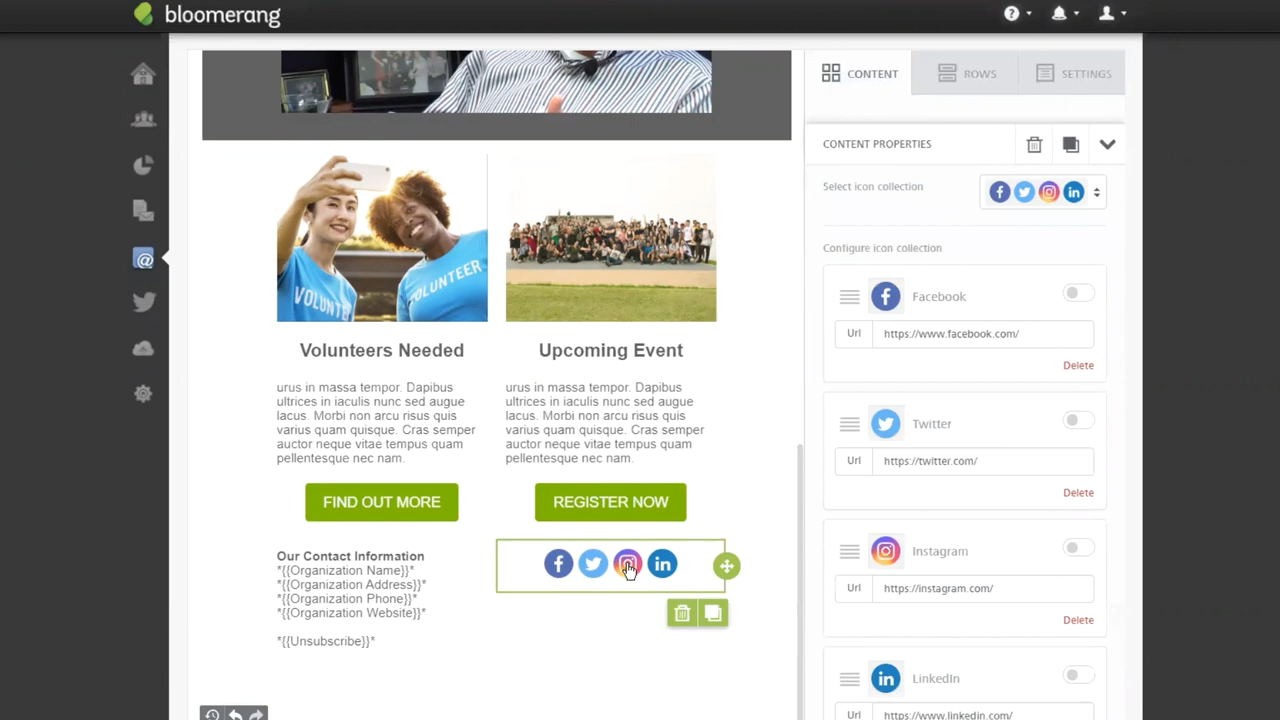 bloomerang
CONTENT
ROWS
SETTINGS
CONTENT PROPERTIES
Select icon collection
Configure icon collection
Facebook
Url https://www.facebook.com/
Delete
Twitter
Url https://twitter.com/
Delete
Instagram
Url https://instagram.com/
Delete
LinkedIn
Url https://www.linkedin.com/
VOLUNTEER
VOLUNTEER
Volunteers Needed
urus in massa tempor. Dapibus
ultrices in iaculis nunc sed augue
lacus. Morbi non arcu risus quis
varius quam quisque. Cras semper
auctor neque vitae tempus quam
pellentesque nec nam.
FIND OUT MORE
Upcoming Event
urus in massa tempor. Dapibus
ultrices in iaculis nunc sed augue
lacus. Morbi non arcu risus quis
varius quam quisque. Cras semper
auctor neque vitae tempus quam
pellentesque nec nam.
REGISTER NOW
Our Contact Information
*{{Organization Name}}*
*{{Organization Address}}*
*{{Organization Phone}}*
*{{Organization Website}}*
*{{Unsubscribe}}*